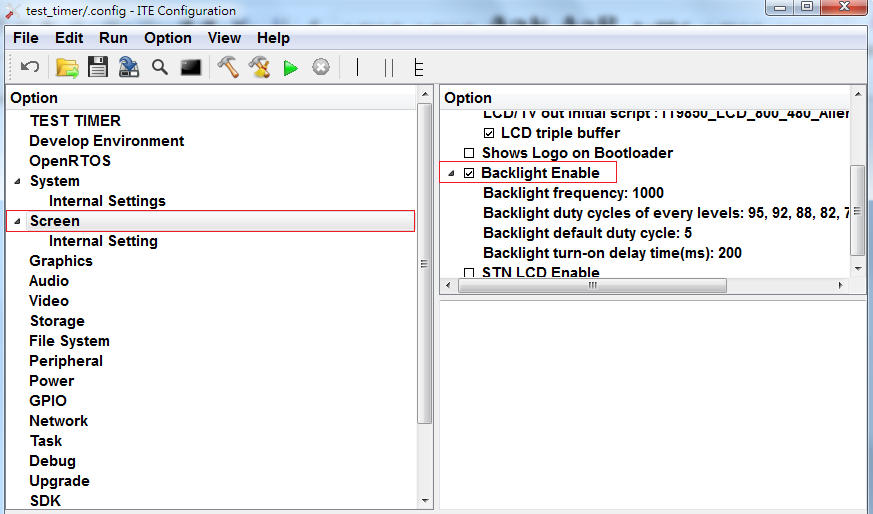 test_timer/.config - ITE Configuration
File Edit Run Option View Help
Option
TEST TIMER
Develop Environment
OpenRTOS
System
Internal Settings
Screen
Internal Setting
Graphics
Audio
Video
Storage
File System
Peripheral
Power
GPIO
Network
Task
Debug
Upgrade
SDK
Option
LCD/TV out initial script : IT9850_LCD_800_480_Alien
LCD triple buffer
Shows Logo on Bootloader
Backlight Enable
Backlight frequency: 1000
Backlight duty cycles of every levels: 95, 92, 88, 82, 7
Backlight default duty cycle: 5
Backlight turn-on delay time(ms): 200
STN LCD Enable